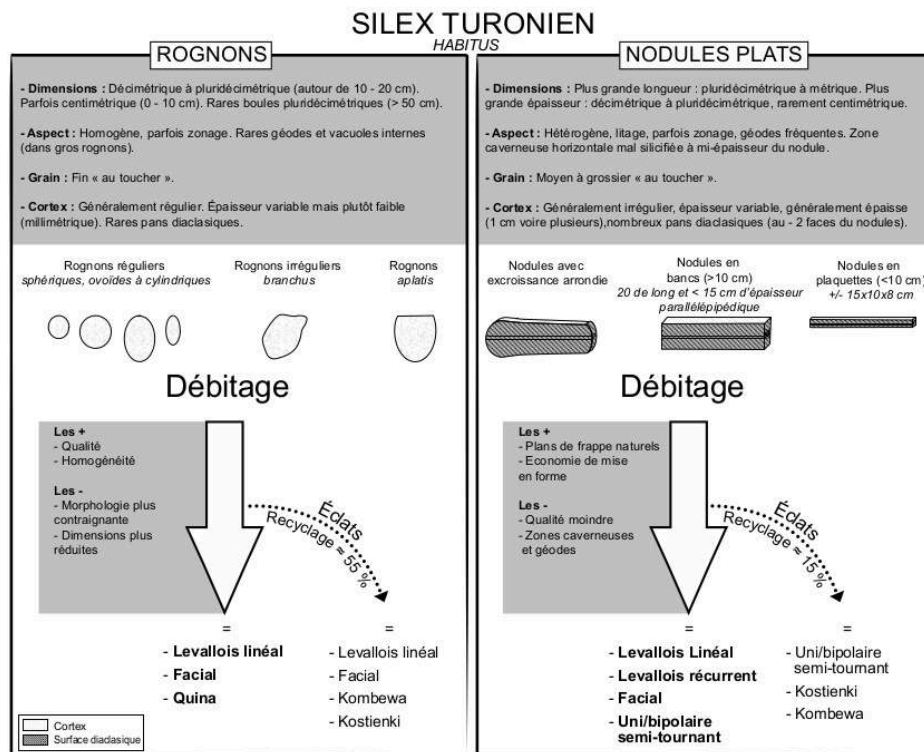 SILEX TURONIEN
HABITUS
ROGNONS
- Dimensions : Décimétrique à pluridécimétrique (autour de 10 - 20 cm).
Parfois centimétrique (0 - 10 cm). Rares boules pluridécimétriques (> 50 cm).
- Aspect : Homogène, parfois zonage. Rares géodes et vacuoles internes
(dans gros rognons).
- Grain : Fin « au toucher ».
- Cortex : Généralement régulier. Épaisseur variable mais plutôt faible
(millimétrique). Rares pans diaclasiques.
Rognons réguliers
sphériques, ovoïdes à cylindriques
Rognons irréguliers
branchus
Rognons
aplatis
Débitage
Les +
- Qualité
- Homogénéité
Les -
- Morphologie plus
contraignante
- Dimensions plus
réduites
Éclats
Recyclage ≈ 55 %
=
- Levallois linéal
- Facial
- Quina
=
- Levallois linéal
- Facial
- Kombewa
- Kostienki
Cortex
Surface diaclasique
NODULES PLATS
- Dimensions : Plus grande longueur : pluridécimétrique à métrique. Plus
grande épaisseur : décimétrique à pluridécimétrique, rarement centimétrique.
- Aspect : Hétérogène, litage, parfois zonage, géodes fréquentes. Zone
caverneuse horizontale mal silicifiée à mi-épaisseur du nodule.
- Grain : Moyen à grossier « au toucher ».
- Cortex : Généralement irrégulier, épaisseur variable, généralement épaisse
(1 cm voire plusieurs),nombreux pans diaclasiques (au - 2 faces du nodules).
Nodules avec
excroissance arrondie
Nodules en
bancs (>10 cm)
20 de long et < 15 cm d'épaisseur
parallélépipédique
Nodules en
plaquettes (<10 cm)
+/- 15x10x8 cm
Débitage
Les +
- Plans de frappe naturels
- Economie de mise
en forme
Les -
- Qualité moindre
- Zones caverneuses
et géodes
Éclats
Recyclage ≈ 15 %
=
- Levallois Linéal
- Levallois récurrent
- Facial
- Uni/bipolaire
semi-tournant
=
- Uni/bipolaire
semi-tournant
- Kostienki
- Kombewa